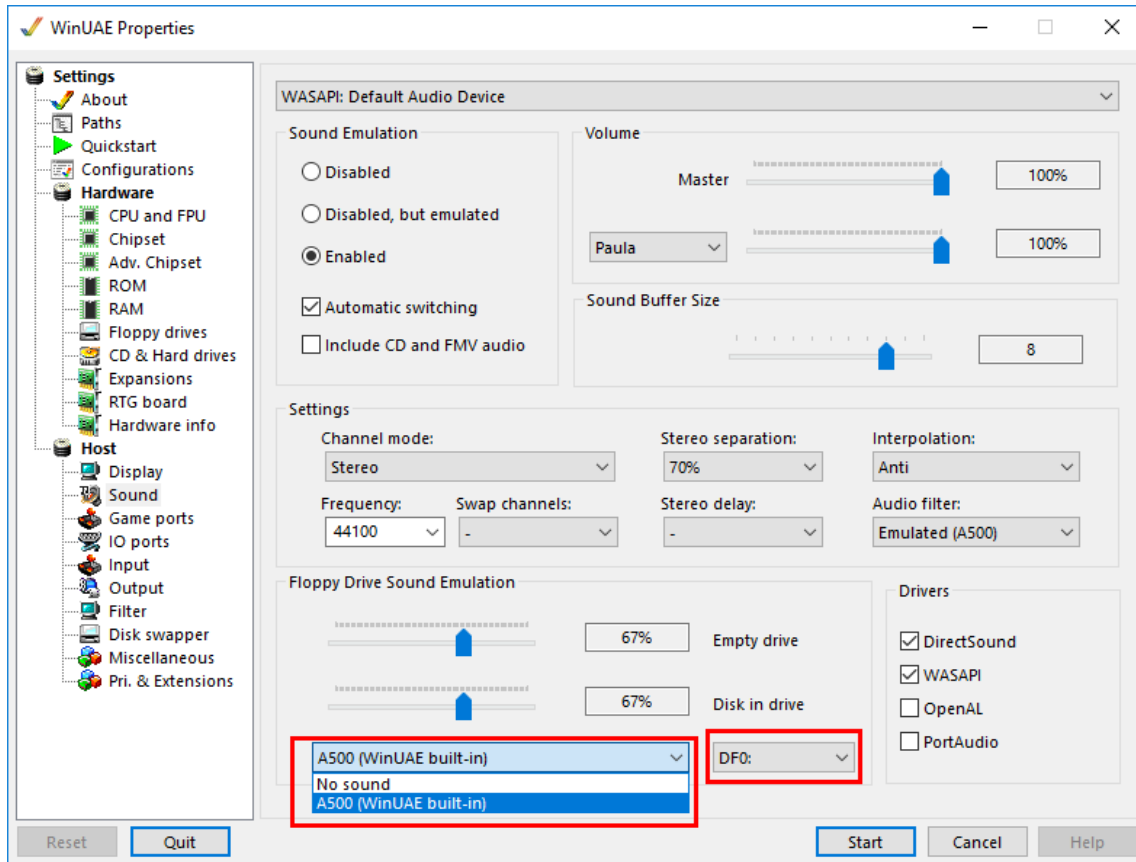 WinUAE Properties
Settings
About
Paths
Quickstart
Configurations
Hardware
CPU and FPU
Chipset
Adv. Chipset
ROM
RAM
Floppy drives
CD & Hard drives
Expansions
RTG board
Hardware info
Host
Display
Sound
Game ports
IO ports
Input
Output
Filter
Disk swapper
Miscellaneous
Pri. & Extensions
WASAPI: Default Audio Device
Sound Emulation
Disabled
Disabled, but emulated
Enabled
Automatic switching
Include CD and FMV audio
Volume
Master 100%
Paula 100%
Sound Buffer Size
8
Settings
Channel mode: Stereo separation: Interpolation:
Stereo 70% Anti
Frequency: Swap channels: Stereo delay: Audio filter:
44100 - - Emulated (A500)
Floppy Drive Sound Emulation
67% Empty drive
67% Disk in drive
A500 (WinUAE built-in) DF0:
No sound
A500 (WinUAE built-in)
Drivers
DirectSound
WASAPI
OpenAL
PortAudio
Reset Quit Start Cancel Help